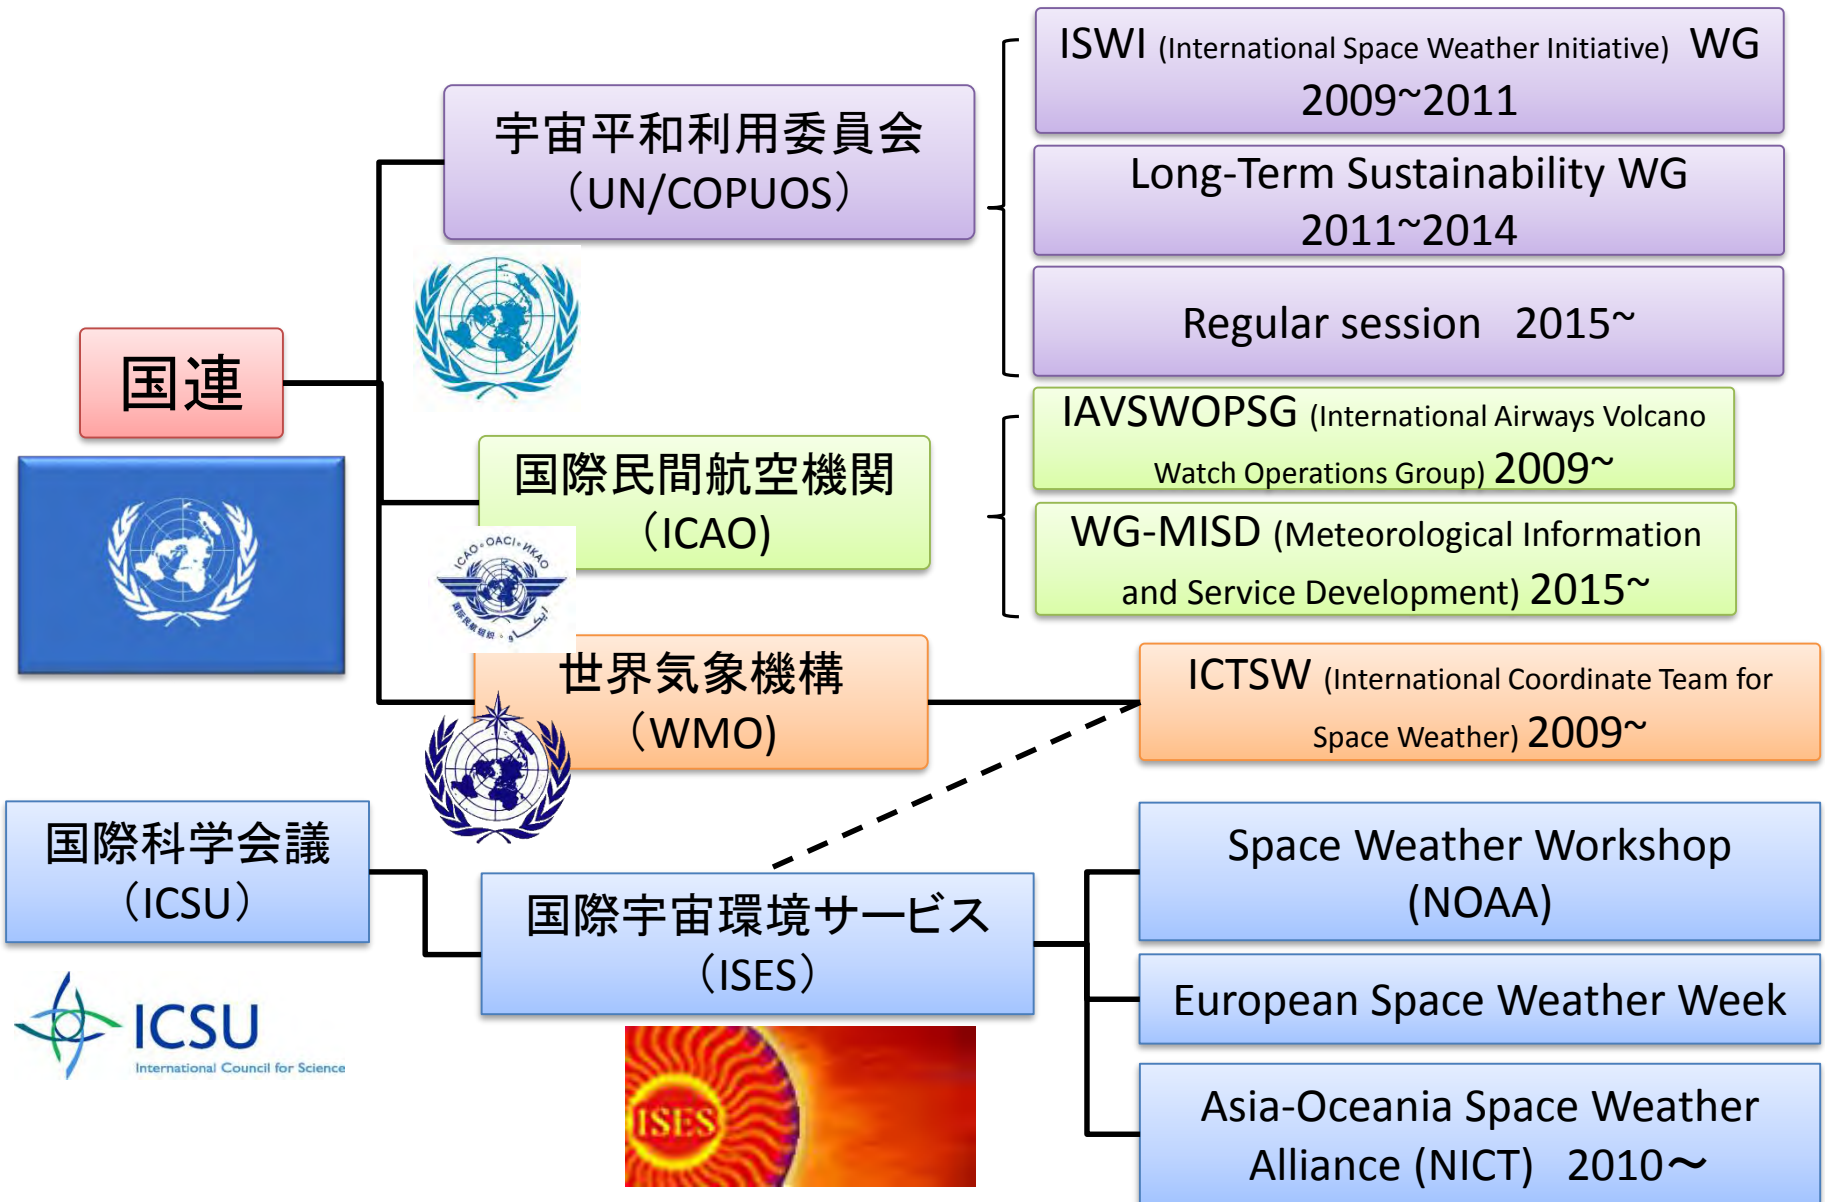 国連
宇宙平和利用委員会
（UN/COPUOS）
ISWI (International Space Weather Initiative) WG
2009~2011
Long-Term Sustainability WG
2011~2014
Regular session 2015~
国際民間航空機関
（ICAO)
ICAO・OACI・ИКАО
IAVSWOPSG (International Airways Volcano
Watch Operations Group) 2009~
WG-MISD (Meteorological Information
and Service Development) 2015~
世界気象機構
（WMO)
ICTSW (International Coordinate Team for
Space Weather) 2009~
国際科学会議
（ICSU）
ICSU
International Council for Science
国際宇宙環境サービス
（ISES）
ISES
Space Weather Workshop
(NOAA)
European Space Weather Week
Asia-Oceania Space Weather
Alliance (NICT) 2010～